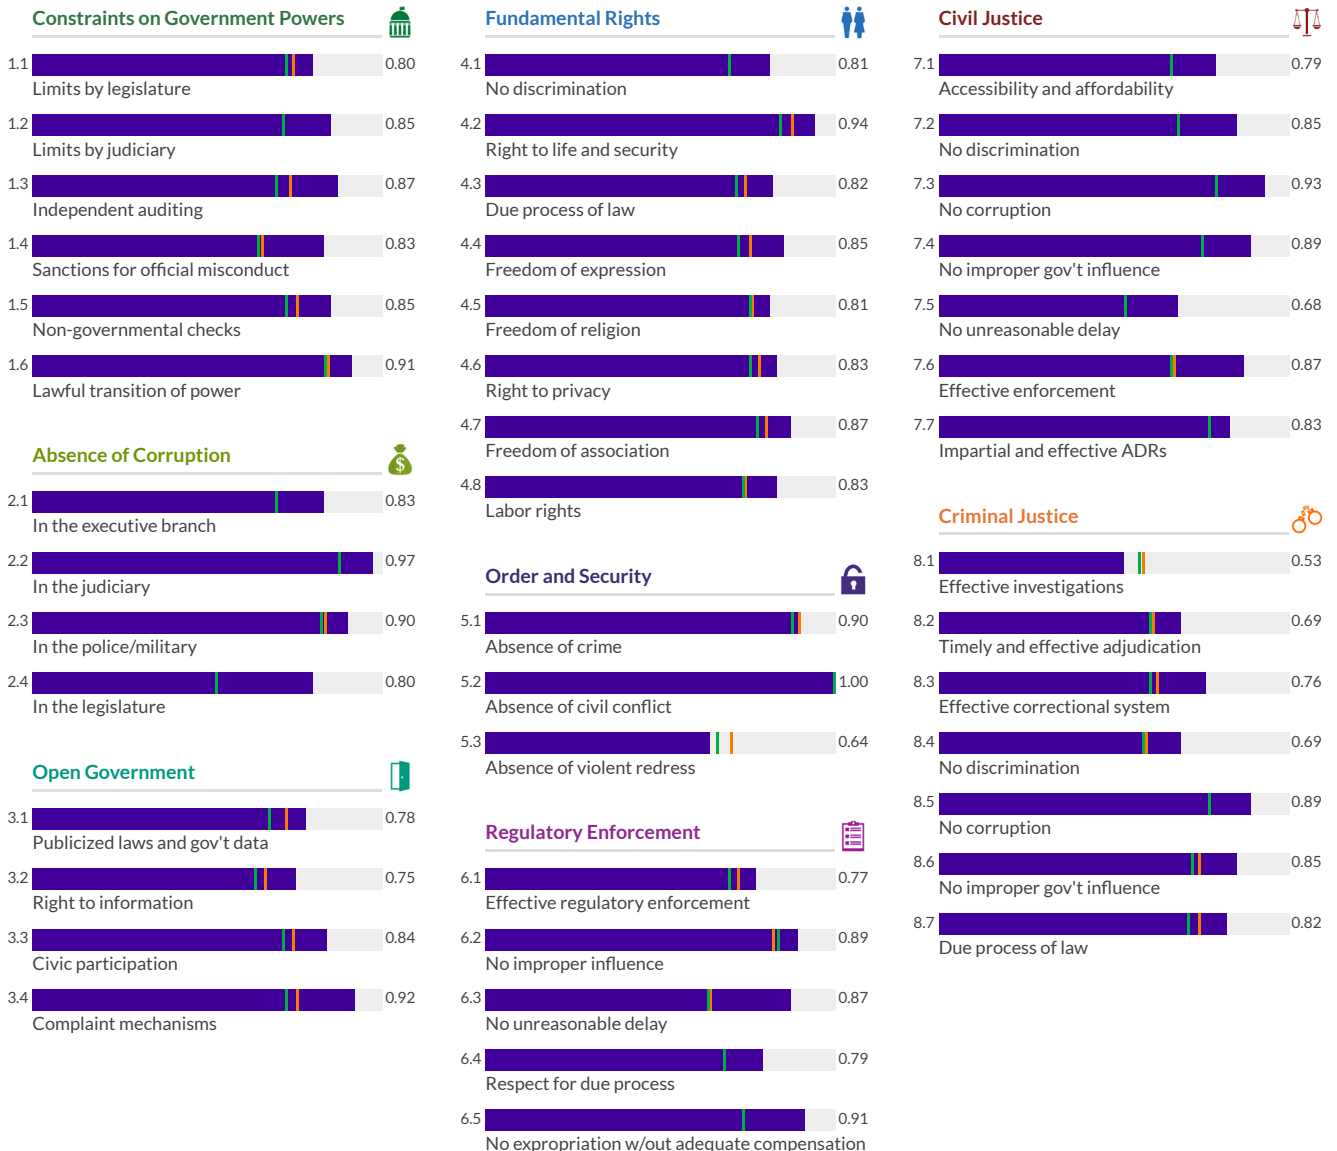 Constraints on Government Powers
1.1 0.80
Limits by legislature
1.2 0.85
Limits by judiciary
1.3 0.87
Independent auditing
1.4 0.83
Sanctions for official misconduct
1.5 0.85
Non-governmental checks
1.6 0.91
Lawful transition of power
Absence of Corruption
$
2.1 0.83
In the executive branch
2.2 0.97
In the judiciary
2.3 0.90
In the police/military
2.4 0.80
In the legislature
Open Government
3.1 0.78
Publicized laws and gov't data
3.2 0.75
Right to information
3.3 0.84
Civic participation
3.4 0.92
Complaint mechanisms
Fundamental Rights
4.1 0.81
No discrimination
4.2 0.94
Right to life and security
4.3 0.82
Due process of law
4.4 0.85
Freedom of expression
4.5 0.81
Freedom of religion
4.6 0.83
Right to privacy
4.7 0.87
Freedom of association
4.8 0.83
Labor rights
Order and Security
5.1 0.90
Absence of crime
5.2 1.00
Absence of civil conflict
5.3 0.64
Absence of violent redress
Regulatory Enforcement
6.1 0.77
Effective regulatory enforcement
6.2 0.89
No improper influence
6.3 0.87
No unreasonable delay
6.4 0.79
Respect for due process
6.5 0.91
No expropriation w/out adequate compensation
Civil Justice
7.1 0.79
Accessibility and affordability
7.2 0.85
No discrimination
7.3 0.93
No corruption
7.4 0.89
No improper gov't influence
7.5 0.68
No unreasonable delay
7.6 0.87
Effective enforcement
7.7 0.83
Impartial and effective ADRs
Criminal Justice
8.1 0.53
Effective investigations
8.2 0.69
Timely and effective adjudication
8.3 0.76
Effective correctional system
8.4 0.69
No discrimination
8.5 0.89
No corruption
8.6 0.85
No improper gov't influence
8.7 0.82
Due process of law